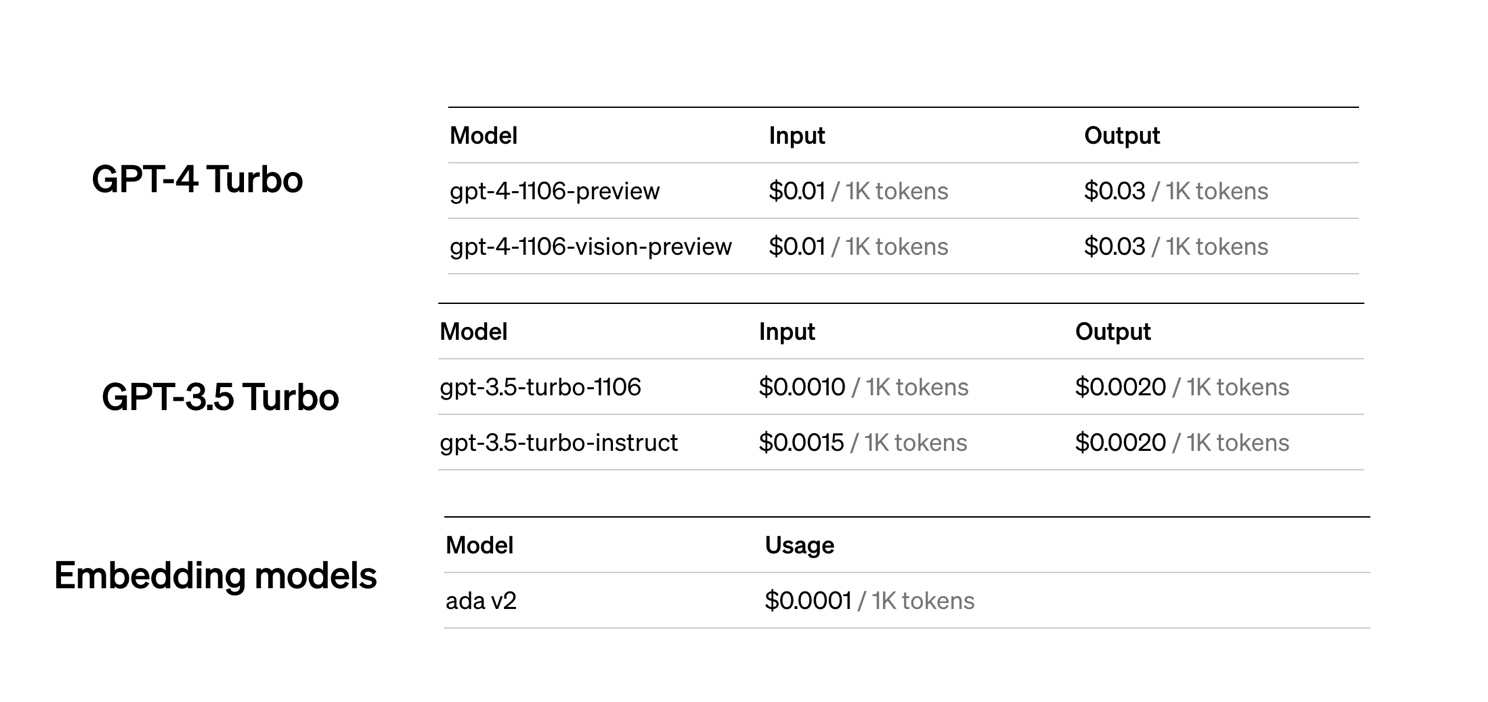 GPT-4 Turbo
Model Input Output
gpt-4-1106-preview $0.01 / 1K tokens $0.03 / 1K tokens
gpt-4-1106-vision-preview $0.01 / 1K tokens $0.03 / 1K tokens
GPT-3.5 Turbo
Model Input Output
gpt-3.5-turbo-1106 $0.0010 / 1K tokens $0.0020 / 1K tokens
gpt-3.5-turbo-instruct $0.0015 / 1K tokens $0.0020 / 1K tokens
Embedding models
Model Usage
ada v2 $0.0001 / 1K tokens